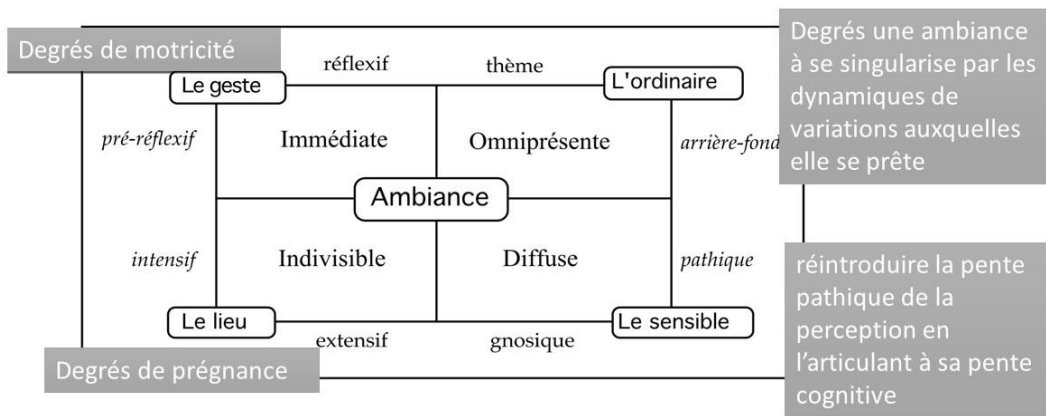 Degrés de motricité
réflexif
thème
Le geste
L'ordinaire
Degrés une ambiance
à se singularise par les
dynamiques de
variations auxquelles
elle se prête
pré-réflexif
Immédiate
Omniprésente
arrière-fond
Ambiance
intensif
Indivisible
Diffuse
pathique
Le lieu
extensif
gnosique
Le sensible
réintroduire la pente
pathique de la
perception en
l'articulant à sa pente
cognitive
Degrés de prégnance